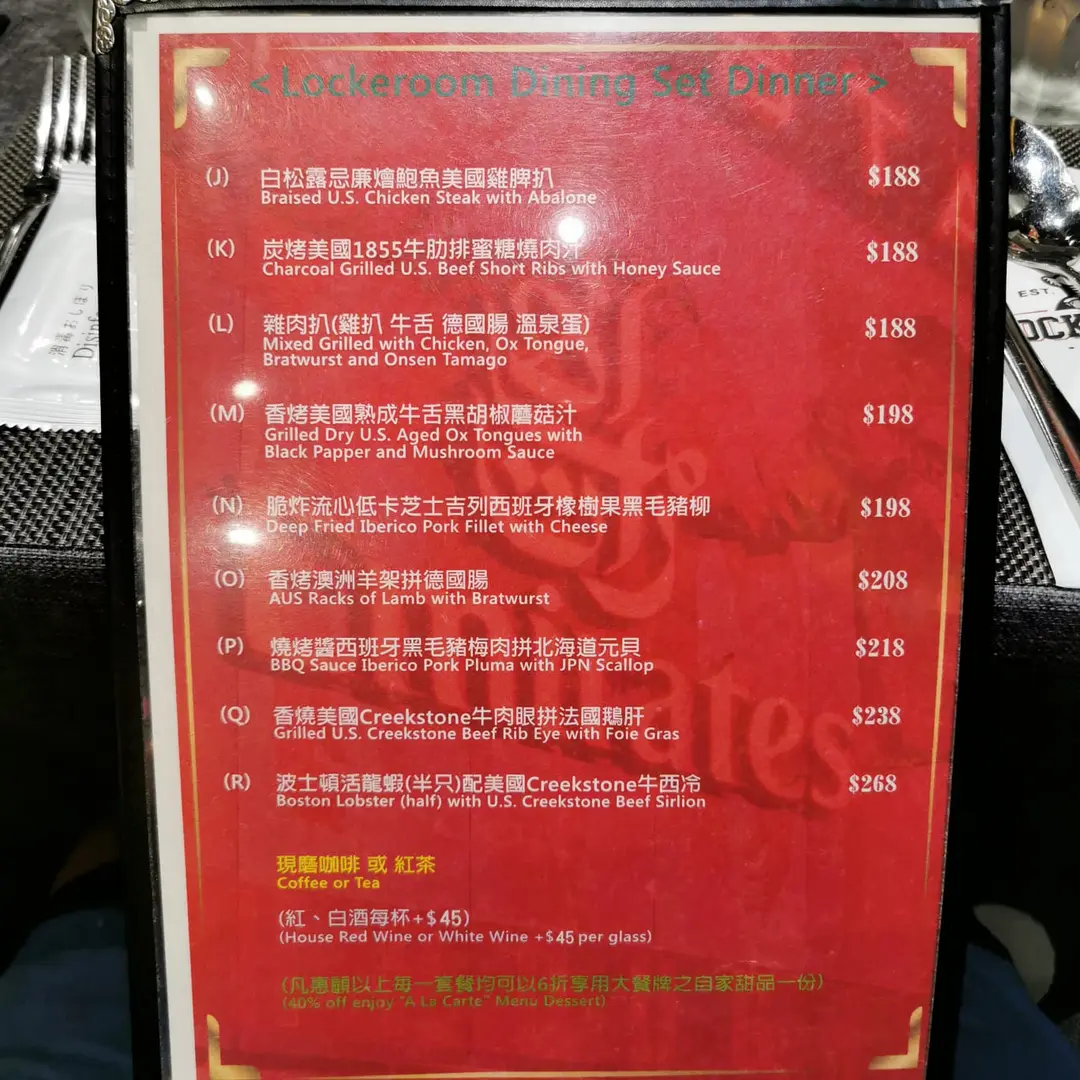 < Lockeroom Dining Set Dinner >
(J) 白松露忌廉燴鮑魚美國雞脾扒 $188
Braised U.S. Chicken Steak with Abalone
(K) 炭烤美國1855牛肋排蜜糖燒肉汁 $188
Charcoal Grilled U.S. Beef Short Ribs with Honey Sauce
(L) 雜肉扒(雞扒 牛舌 德國腸 溫泉蛋) $188
Mixed Grilled with Chicken, Ox Tongue,
Bratwurst and Onsen Tamago
(M) 香烤美國熟成牛舌黑胡椒蘑菇汁 $198
Grilled Dry U.S. Aged Ox Tongues with
Black Papper and Mushroom Sauce
(N) 脆炸流心低卡芝士吉列西班牙橡樹果黑毛豬柳 $198
Deep Fried Iberico Pork Fillet with Cheese
(O) 香烤澳洲羊架拼德國腸 $208
AUS Racks of Lamb with Bratwurst
(P) 燒烤醬西班牙黑毛豬梅肉拼北海道元貝 $218
BBQ Sauce Iberico Pork Pluma with JPN Scallop
(Q) 香燒美國Creekstone牛肉眼拼法國鵝肝 $238
Grilled U.S. Creekstone Beef Rib Eye with Foie Gras
(R) 波士頓活龍蝦(半只)配美國Creekstone牛西冷 $268
Boston Lobster (half) with U.S. Creekstone Beef Sirlion
現磨咖啡 或 紅茶
Coffee or Tea
(紅、白酒每杯+$45)
(House Red Wine or White Wine +$45 per glass)
(凡惠顧以上每一套餐均可以6折享用大餐牌之自家甜品一份)
(40% off enjoy "A La Carte" Menu Dessert)
消毒おしぼり
EST
OCK